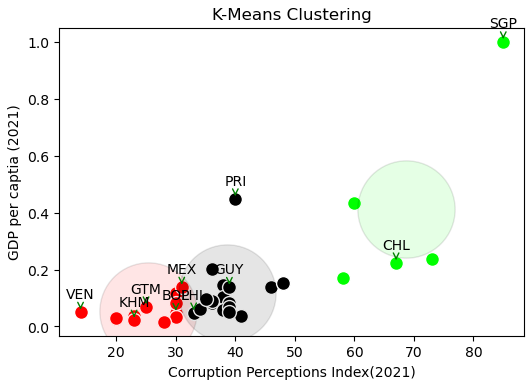 K-Means Clustering
SGP
PRI
CHL
MEX
GUY
GTM
VEN
PHL
KHM
1.0
0.8
0.6
0.4
0.2
0.0
GDP per captia (2021)
20
30
40
50
60
70
80
Corruption Perceptions Index(2021)